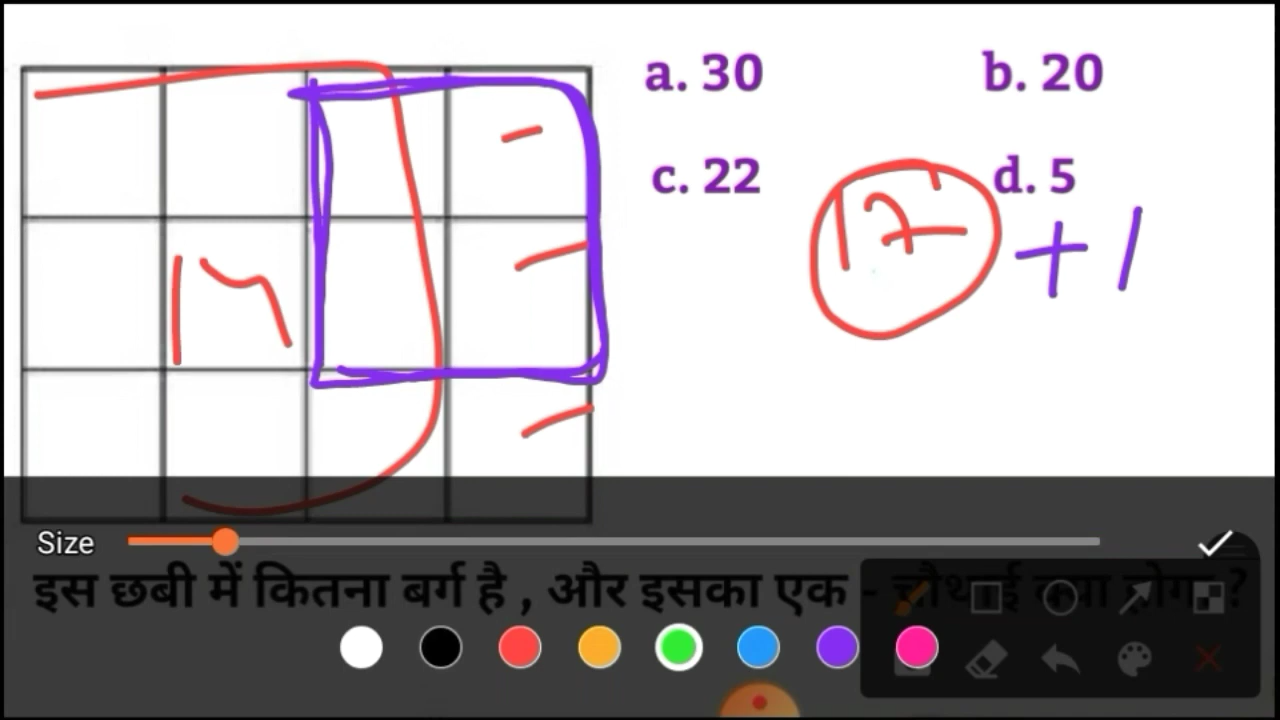 a. 30 b. 20
c. 22 d. 5
17 + 1
14
Size
इस छबी में कितना बर्ग है , और इसका एक - चौथाई क्या होगा ?